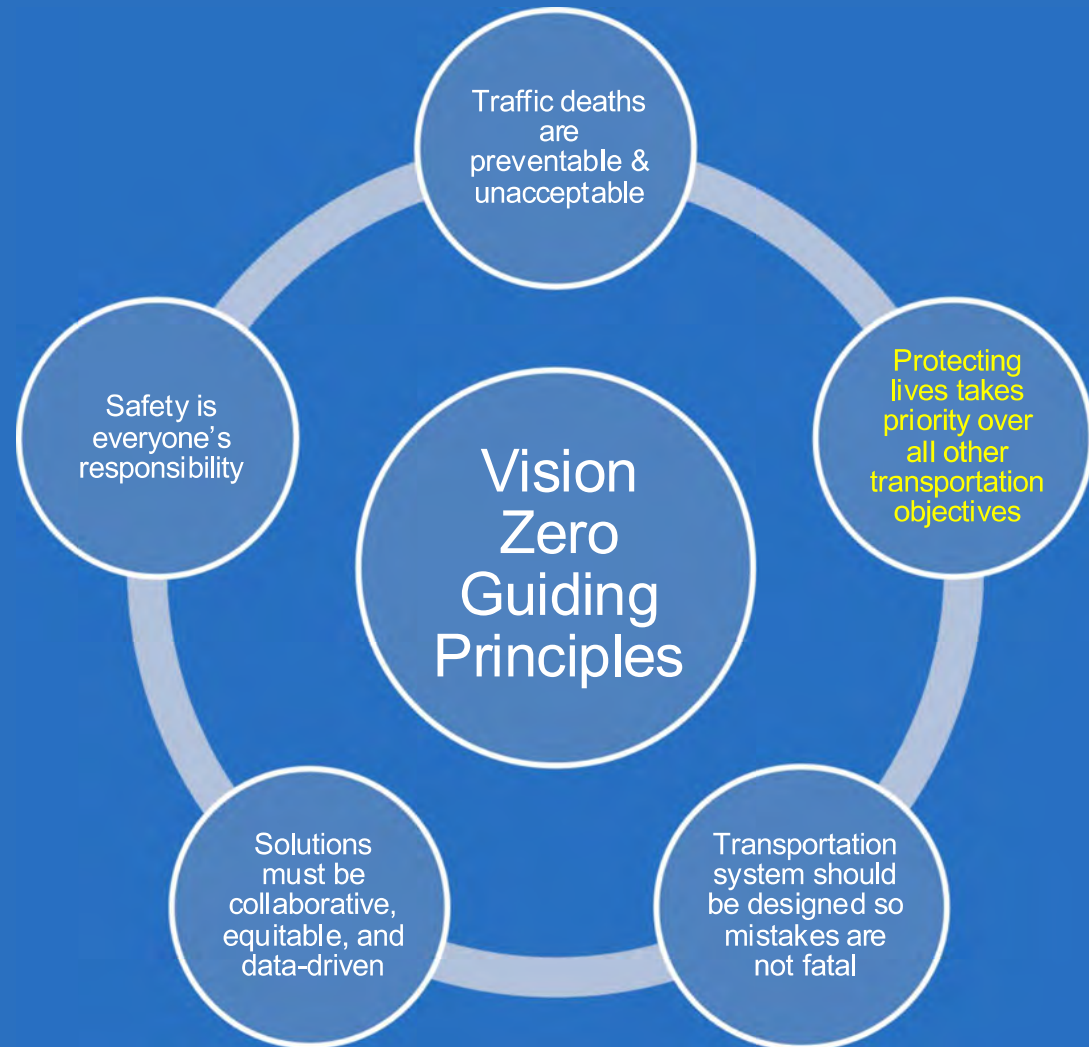 Traffic deaths
are
preventable &
unacceptable
Protecting
lives takes
priority over
all other
transportation
objectives
Safety is
everyone’s
responsibility
Vision
Zero
Guiding
Principles
Solutions
must be
collaborative,
equitable, and
data-driven
Transportation
system should
be designed so
mistakes are
not fatal